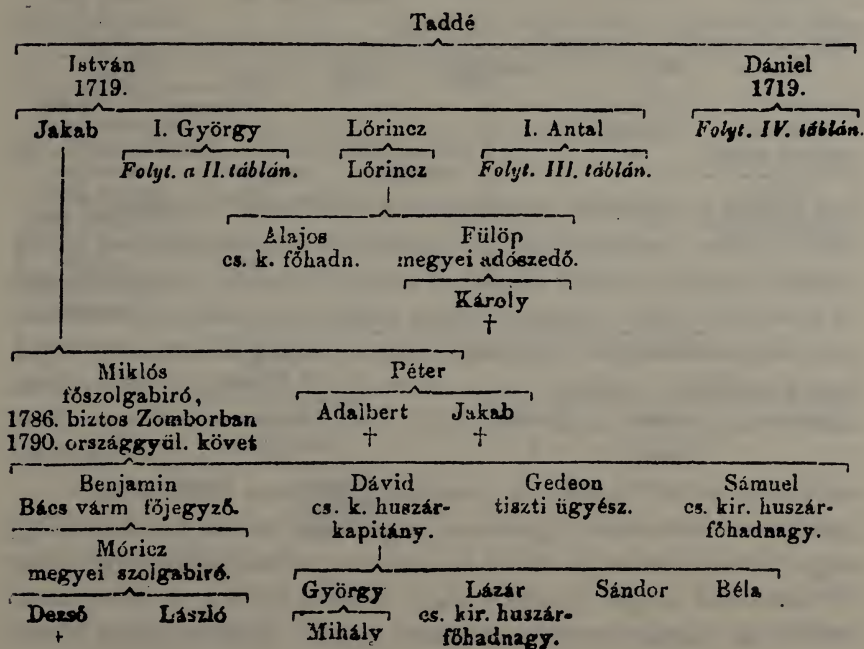 Taddé
István Dániel
1719. 1719.
Jakab I. György Lőrincz I. Antal Folyt. IV. táblán.
Folyt. a II. táblán. Lőrincz Folyt. III. táblán.
Alajos Fülöp
cs. k. főhadn. megyei adószedő.
Károly
†
Miklós Péter
főszolgabiró,
1786. biztos Zomborban Adalbert Jakab
1790. országgyül. követ † †
Benjamin Dávid Gedeon Sámuel
Bács várm főjegyző. cs. k. huszár- tiszti ügyész. cs. kir. huszár-
kapitány. főhadnagy.
Móricz
megyei szolgabiró.
György Lázár Sándor Béla
Dezső László cs. kir. huszár-
† Mihály főhadnagy.